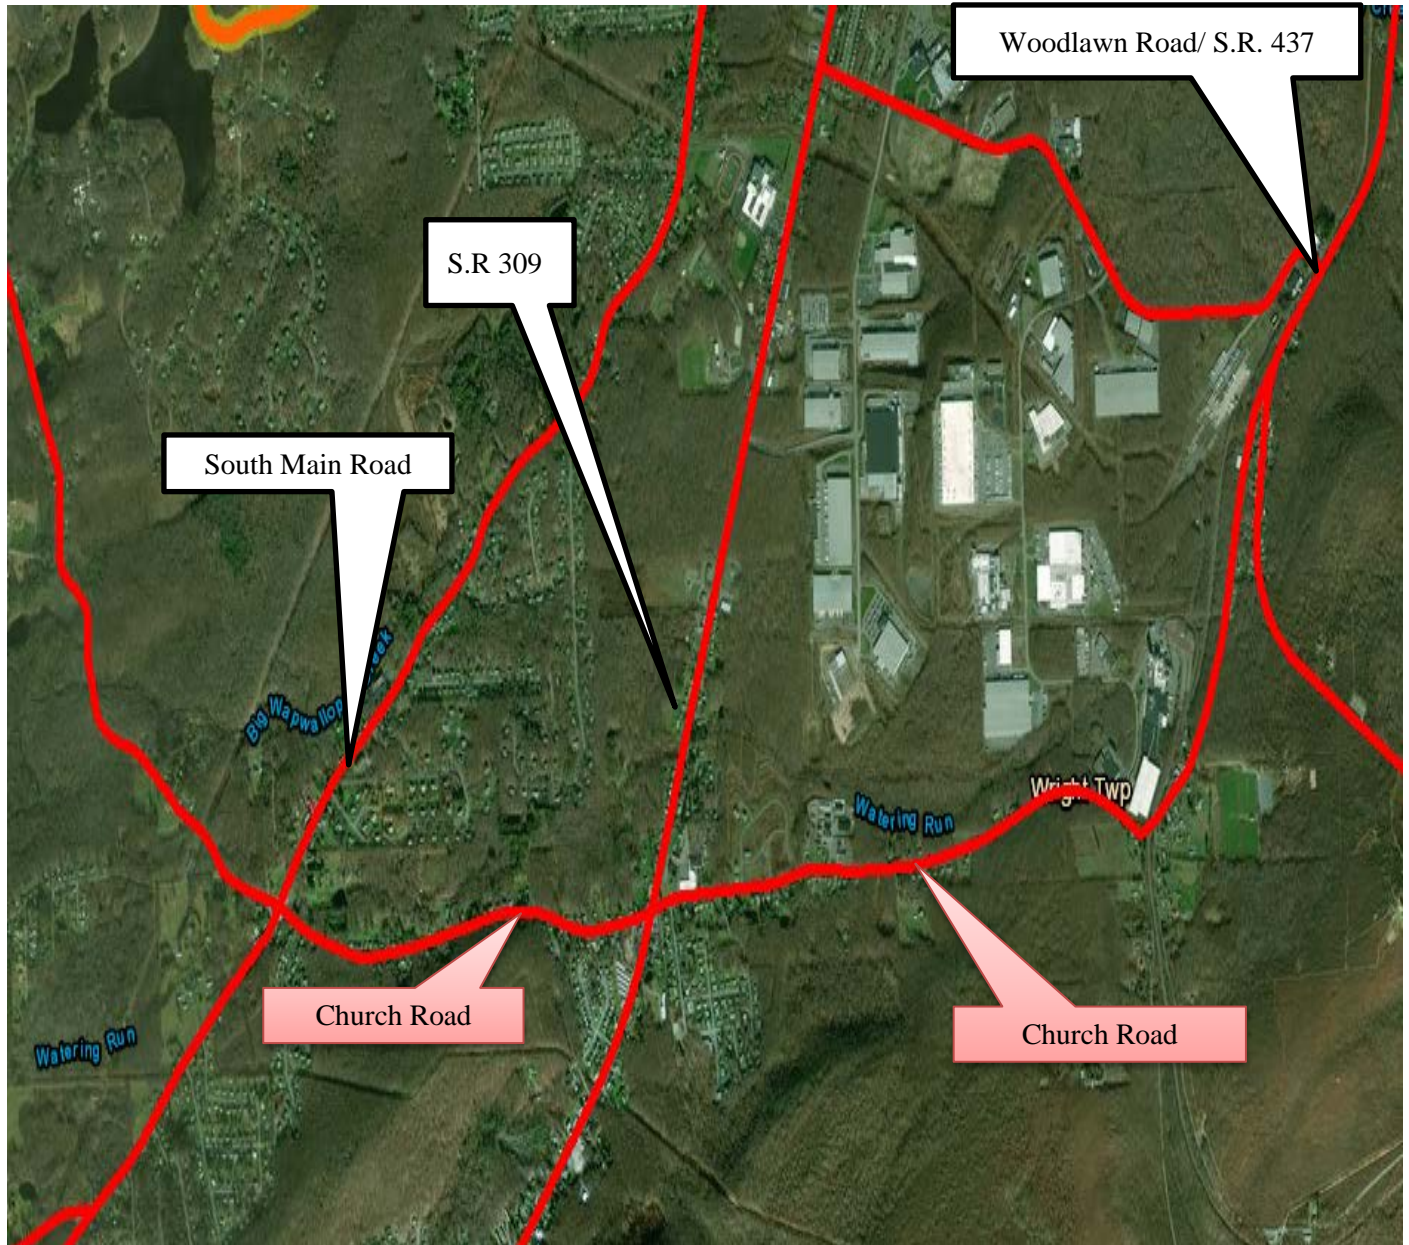 Woodlawn Road/ S.R. 437
S.R 309
South Main Road
Big Wapwallop
eek
Wright Twp
Watering Run
Church Road
Church Road
Watering Run